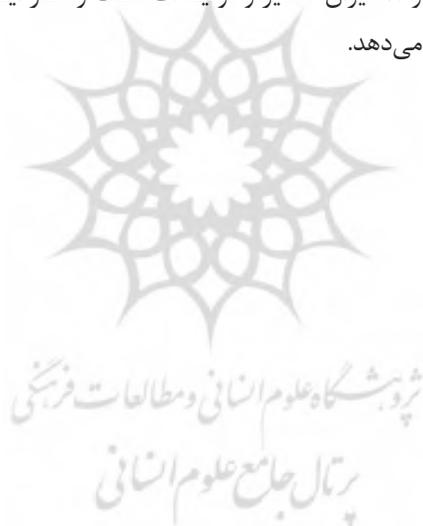 می‌دهد.
پژوهشگاه علوم انسانی و مطالعات فرهنگی
پرتال جامع علوم انسانی